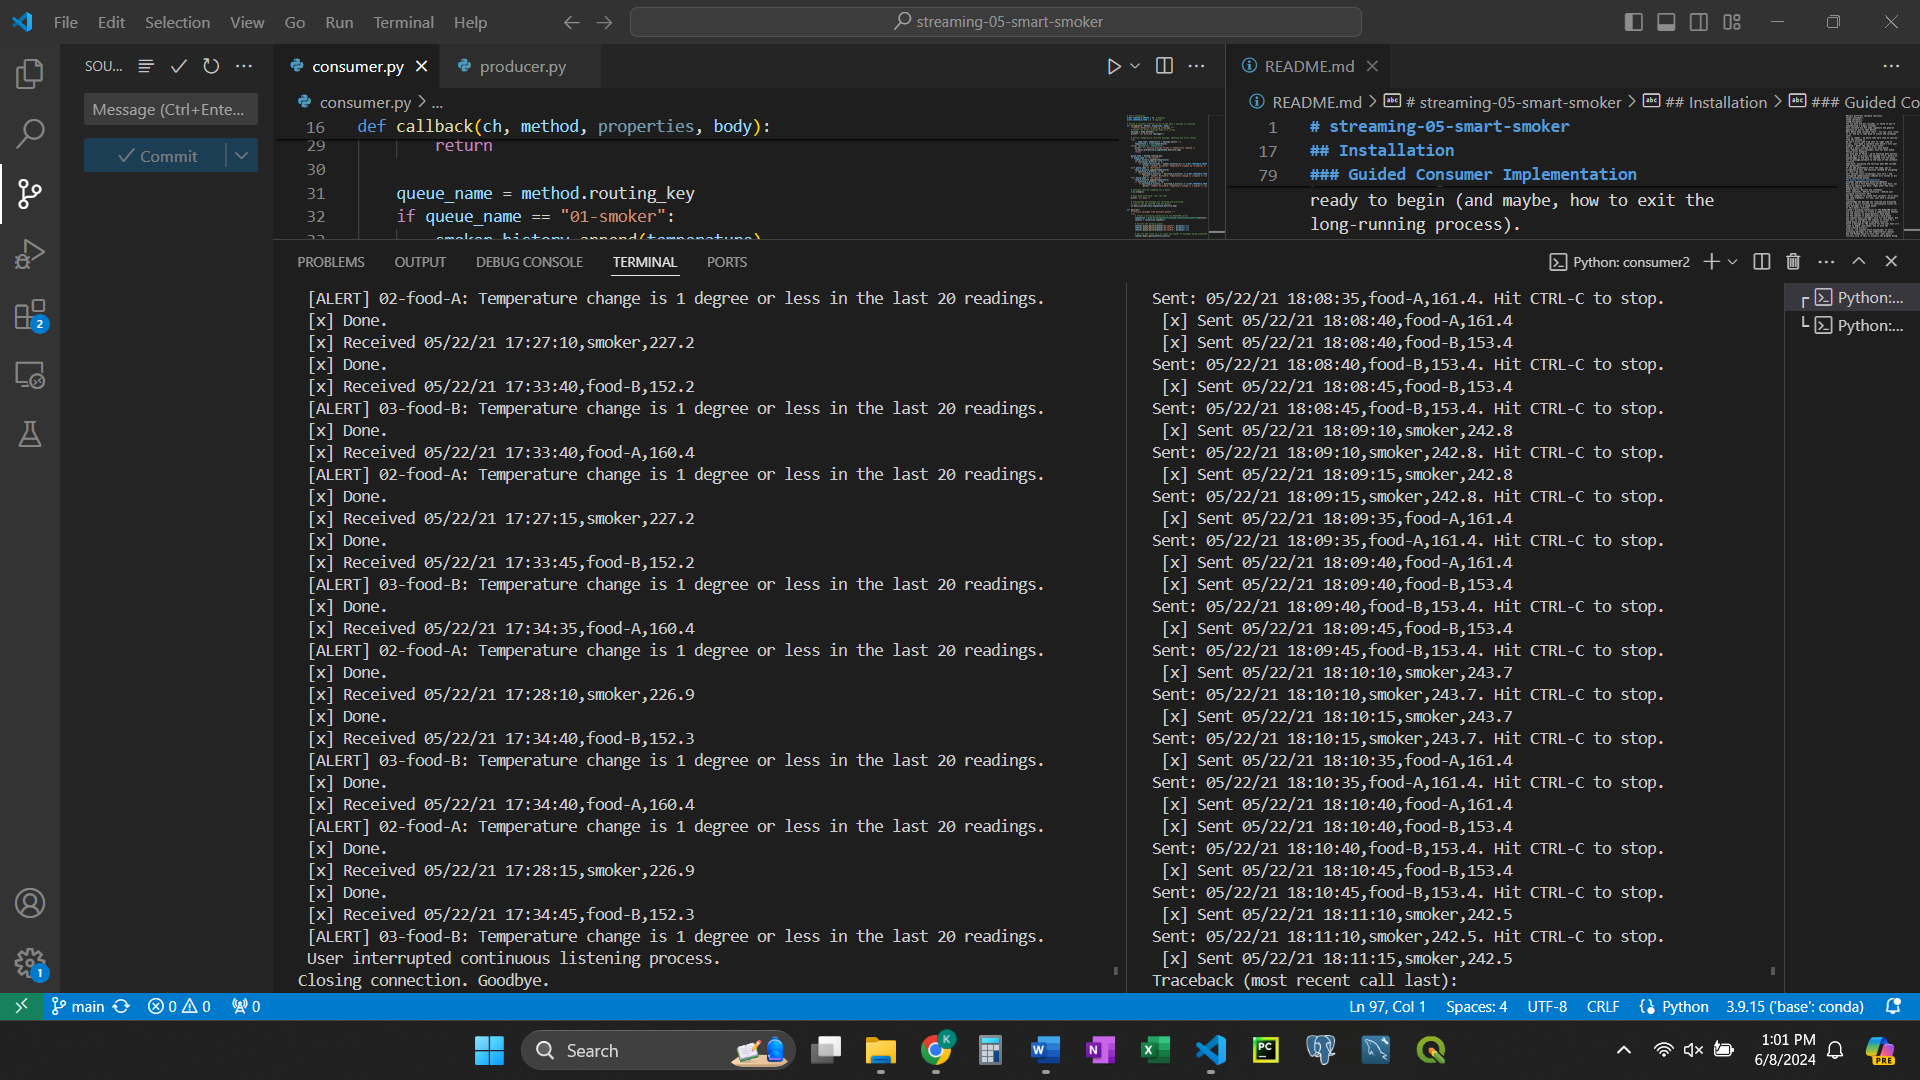 File Edit Selection View Go Run Terminal Help
streaming-05-smart-smoker
SOU...
Message (Ctrl+Ente...
Commit
2
1
consumer.py
producer.py
consumer.py > ...
16 def callback(ch, method, properties, body):
29 return
30
31 queue_name = method.routing_key
32 if queue_name == "01-smoker":
33 smoker_history.append(temperature)
README.md
README.md > # streaming-05-smart-smoker > ## Installation > ### Guided Co
1 # streaming-05-smart-smoker
17 ## Installation
79 ### Guided Consumer Implementation
ready to begin (and maybe, how to exit the
long-running process).
PROBLEMS OUTPUT DEBUG CONSOLE TERMINAL PORTS
Python: consumer2
[ALERT] 02-food-A: Temperature change is 1 degree or less in the last 20 readings.
[x] Done.
[x] Received 05/22/21 17:27:10,smoker,227.2
[x] Done.
[x] Received 05/22/21 17:33:40,food-B,152.2
[ALERT] 03-food-B: Temperature change is 1 degree or less in the last 20 readings.
[x] Done.
[x] Received 05/22/21 17:33:40,food-A,160.4
[ALERT] 02-food-A: Temperature change is 1 degree or less in the last 20 readings.
[x] Done.
[x] Received 05/22/21 17:27:15,smoker,227.2
[x] Done.
[x] Received 05/22/21 17:33:45,food-B,152.2
[ALERT] 03-food-B: Temperature change is 1 degree or less in the last 20 readings.
[x] Done.
[x] Received 05/22/21 17:34:35,food-A,160.4
[ALERT] 02-food-A: Temperature change is 1 degree or less in the last 20 readings.
[x] Done.
[x] Received 05/22/21 17:28:10,smoker,226.9
[x] Done.
[x] Received 05/22/21 17:34:40,food-B,152.3
[ALERT] 03-food-B: Temperature change is 1 degree or less in the last 20 readings.
[x] Done.
[x] Received 05/22/21 17:34:40,food-A,160.4
[ALERT] 02-food-A: Temperature change is 1 degree or less in the last 20 readings.
[x] Done.
[x] Received 05/22/21 17:28:15,smoker,226.9
[x] Done.
[x] Received 05/22/21 17:34:45,food-B,152.3
[ALERT] 03-food-B: Temperature change is 1 degree or less in the last 20 readings.
User interrupted continuous listening process.
Closing connection. Goodbye.
Sent: 05/22/21 18:08:35,food-A,161.4. Hit CTRL-C to stop.
[x] Sent 05/22/21 18:08:40,food-A,161.4
[x] Sent 05/22/21 18:08:40,food-B,153.4
Sent: 05/22/21 18:08:40,food-B,153.4. Hit CTRL-C to stop.
[x] Sent 05/22/21 18:08:45,food-B,153.4
Sent: 05/22/21 18:08:45,food-B,153.4. Hit CTRL-C to stop.
[x] Sent 05/22/21 18:09:10,smoker,242.8
Sent: 05/22/21 18:09:10,smoker,242.8. Hit CTRL-C to stop.
[x] Sent 05/22/21 18:09:15,smoker,242.8
Sent: 05/22/21 18:09:15,smoker,242.8. Hit CTRL-C to stop.
[x] Sent 05/22/21 18:09:35,food-A,161.4
Sent: 05/22/21 18:09:35,food-A,161.4. Hit CTRL-C to stop.
[x] Sent 05/22/21 18:09:40,food-A,161.4
[x] Sent 05/22/21 18:09:40,food-B,153.4
Sent: 05/22/21 18:09:40,food-B,153.4. Hit CTRL-C to stop.
[x] Sent 05/22/21 18:09:45,food-B,153.4
Sent: 05/22/21 18:09:45,food-B,153.4. Hit CTRL-C to stop.
[x] Sent 05/22/21 18:10:10,smoker,243.7
Sent: 05/22/21 18:10:10,smoker,243.7. Hit CTRL-C to stop.
[x] Sent 05/22/21 18:10:15,smoker,243.7
Sent: 05/22/21 18:10:15,smoker,243.7. Hit CTRL-C to stop.
[x] Sent 05/22/21 18:10:35,food-A,161.4
Sent: 05/22/21 18:10:35,food-A,161.4. Hit CTRL-C to stop.
[x] Sent 05/22/21 18:10:40,food-A,161.4
[x] Sent 05/22/21 18:10:40,food-B,153.4
Sent: 05/22/21 18:10:40,food-B,153.4. Hit CTRL-C to stop.
[x] Sent 05/22/21 18:10:45,food-B,153.4
Sent: 05/22/21 18:10:45,food-B,153.4. Hit CTRL-C to stop.
[x] Sent 05/22/21 18:11:10,smoker,242.5
Sent: 05/22/21 18:11:10,smoker,242.5. Hit CTRL-C to stop.
[x] Sent 05/22/21 18:11:15,smoker,242.5
Traceback (most recent call last):
Python:...
Python:...
main 0 0 0
Ln 97, Col 1 Spaces: 4 UTF-8 CRLF Python 3.9.15 ('base': conda)
Search
1:01 PM
6/8/2024